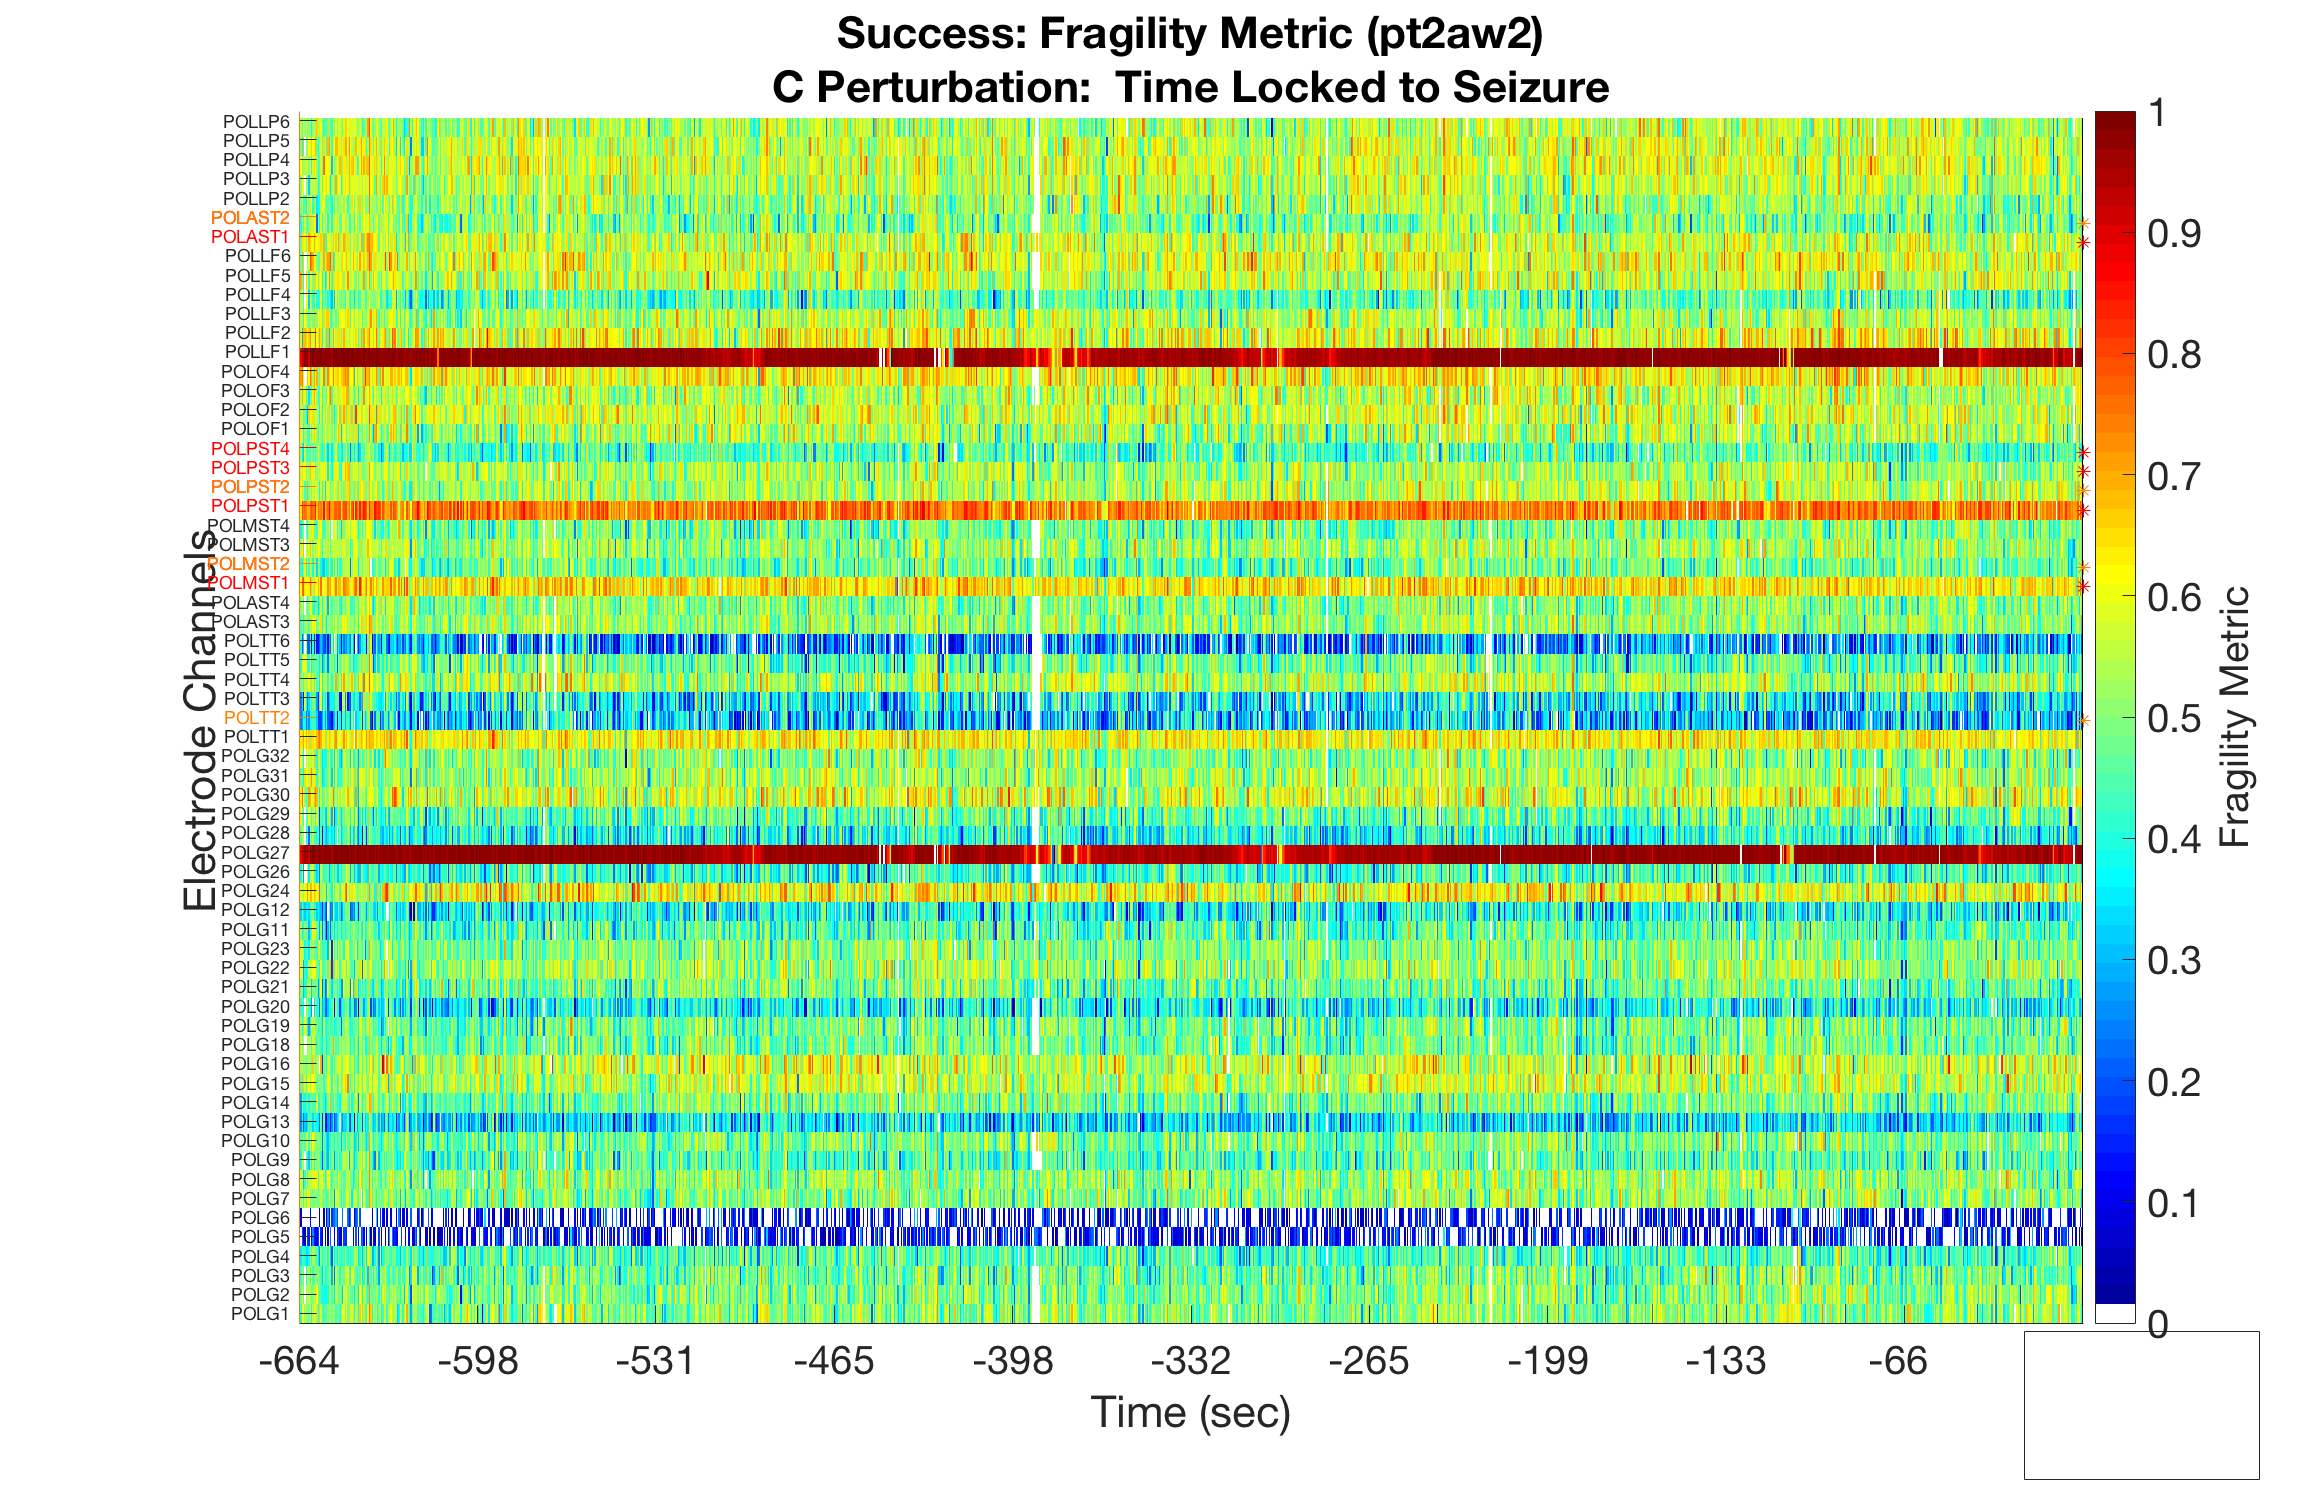 Success: Fragility Metric (pt2aw2)
C Perturbation:  Time Locked to Seizure
Electrode Channels
POLLP6
POLLP5
POLLP4
POLLP3
POLLP2
POLAST2
POLAST1
POLLF6
POLLF5
POLLF4
POLLF3
POLLF2
POLLF1
POLOF4
POLOF3
POLOF2
POLOF1
POLPST4
POLPST3
POLPST2
POLPST1
POLMST4
POLMST3
POLMST2
POLMST1
POLAST4
POLAST3
POLTT6
POLTT5
POLTT4
POLTT3
POLTT2
POLTT1
POLG32
POLG31
POLG30
POLG29
POLG28
POLG27
POLG26
POLG24
POLG12
POLG11
POLG23
POLG22
POLG21
POLG20
POLG19
POLG18
POLG16
POLG15
POLG14
POLG13
POLG10
POLG9
POLG8
POLG7
POLG6
POLG5
POLG4
POLG3
POLG2
POLG1
-664 -598 -531 -465 -398 -332 -265 -199 -133 -66
Time (sec)
1
0.9
0.8
0.7
0.6
0.5
0.4
0.3
0.2
0.1
0
Fragility Metric